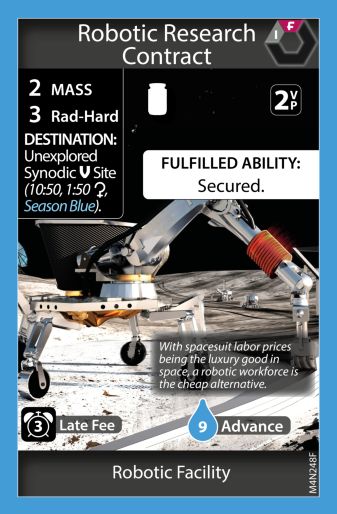 Robotic Research
Contract
I F
2 MASS
3 Rad-Hard
DESTINATION:
Unexplored
Synodic V Site
(10:50, 1:50 ?,
Season Blue).
2 VP
FULFILLED ABILITY:
Secured.
With spacesuit labor prices
being the luxury good in
space, a robotic workforce is
the cheap alternative.
3 Late Fee
9 Advance
Robotic Facility
M4N248F